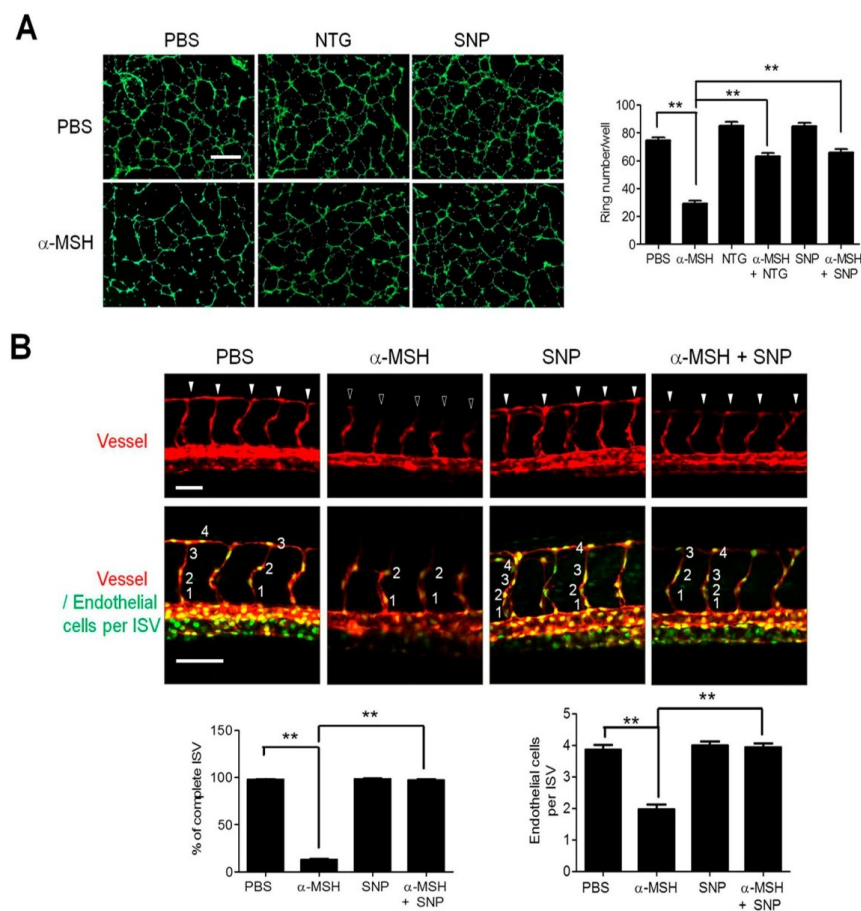 A
PBS NTG SNP
PBS
α-MSH
** ** **
Ring number/well
100
80
60
40
20
0
PBS α-MSH NTG α-MSH + NTG SNP α-MSH + SNP
B
PBS α-MSH SNP α-MSH + SNP
Vessel
Vessel
/ Endothelial
cells per ISV
4 3 2 1 3 2 1
2 1 2 1
4 3 2 1 4 3 2 1
3 2 1 4 3 2 1
** **
% of complete ISV
150
100
50
0
PBS α-MSH SNP α-MSH
+ SNP
** **
Endothelial cells
per ISV
5
4
3
2
1
0
PBS α-MSH SNP α-MSH
+ SNP